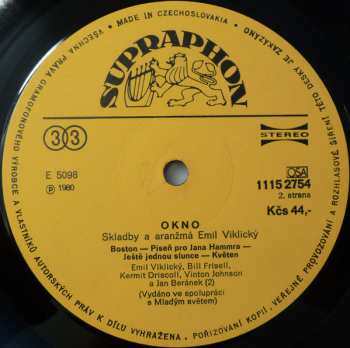 MADE IN CZECHOSLOVAKIA • VŠECHNA PRÁVA GRAMOFONOVÉHO VÝROBCE A VLASTNÍKŮ AUTORSKÝCH PRÁV K DÍLU VYHRAŽENA. POŘIZOVÁNÍ KOPIÍ, VEŘEJNÉ PROVOZOVÁNÍ A ROZHLASOVÉ ŠÍŘENÍ TÉTO DESKY JE ZAKÁZÁNO
SUPRAPHON
33
STEREO
E 5098
℗ 1980
OSA
1115 2754
2. strana
Kčs 44,-
OKNO
Skladby a aranžmá Emil Viklický
Boston — Píseň pro Jana Hammra —
— Ještě jednou slunce — Květen
Emil Viklický, Bill Frisell,
Kermit Driscoll, Vinton Johnson
a Jan Beránek (2)
(Vydáno ve spolupráci
s Mladým světem)